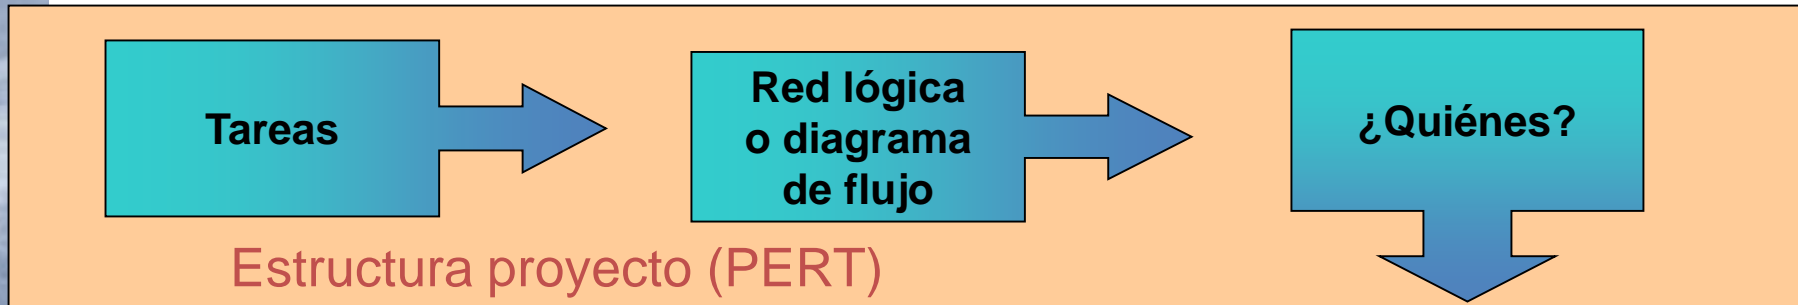 Tareas
Red lógica
o diagrama
de flujo
¿Quiénes?
Estructura proyecto (PERT)